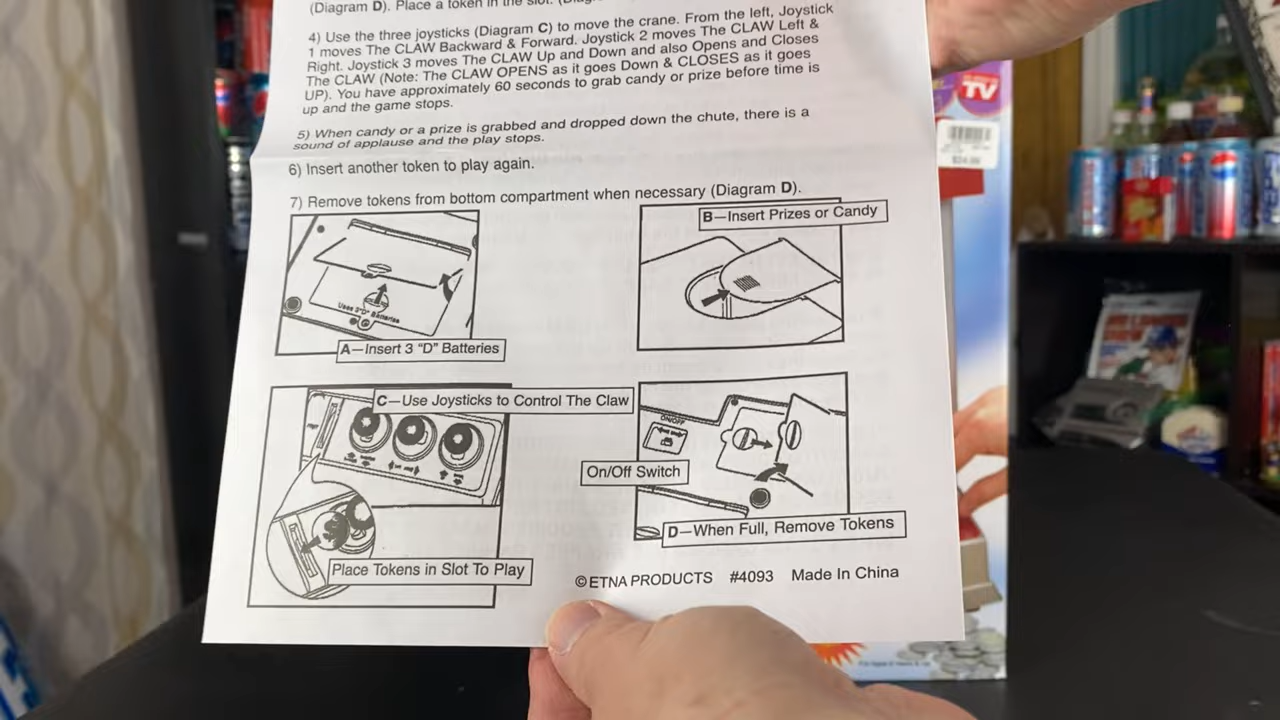 (Diagram D). Place a token in the slot.
4) Use the three joysticks (Diagram C) to move the crane. From the left, Joystick
1 moves The CLAW Backward & Forward. Joystick 2 moves The CLAW Left &
Right. Joystick 3 moves The CLAW Up and Down and also Opens and Closes
The CLAW (Note: The CLAW OPENS as it goes Down & CLOSES as it goes
UP). You have approximately 60 seconds to grab candy or prize before time is
up and the game stops.
5) When candy or a prize is grabbed and dropped down the chute, there is a
sound of applause and the play stops.
6) Insert another token to play again.
7) Remove tokens from bottom compartment when necessary (Diagram D).
B—Insert Prizes or Candy
Uses 3"D" Batteries
A—Insert 3 "D" Batteries
C—Use Joysticks to Control The Claw
ON/OFF
On/Off Switch
D—When Full, Remove Tokens
Place Tokens in Slot To Play
© ETNA PRODUCTS #4093 Made In China
TV
pepsi